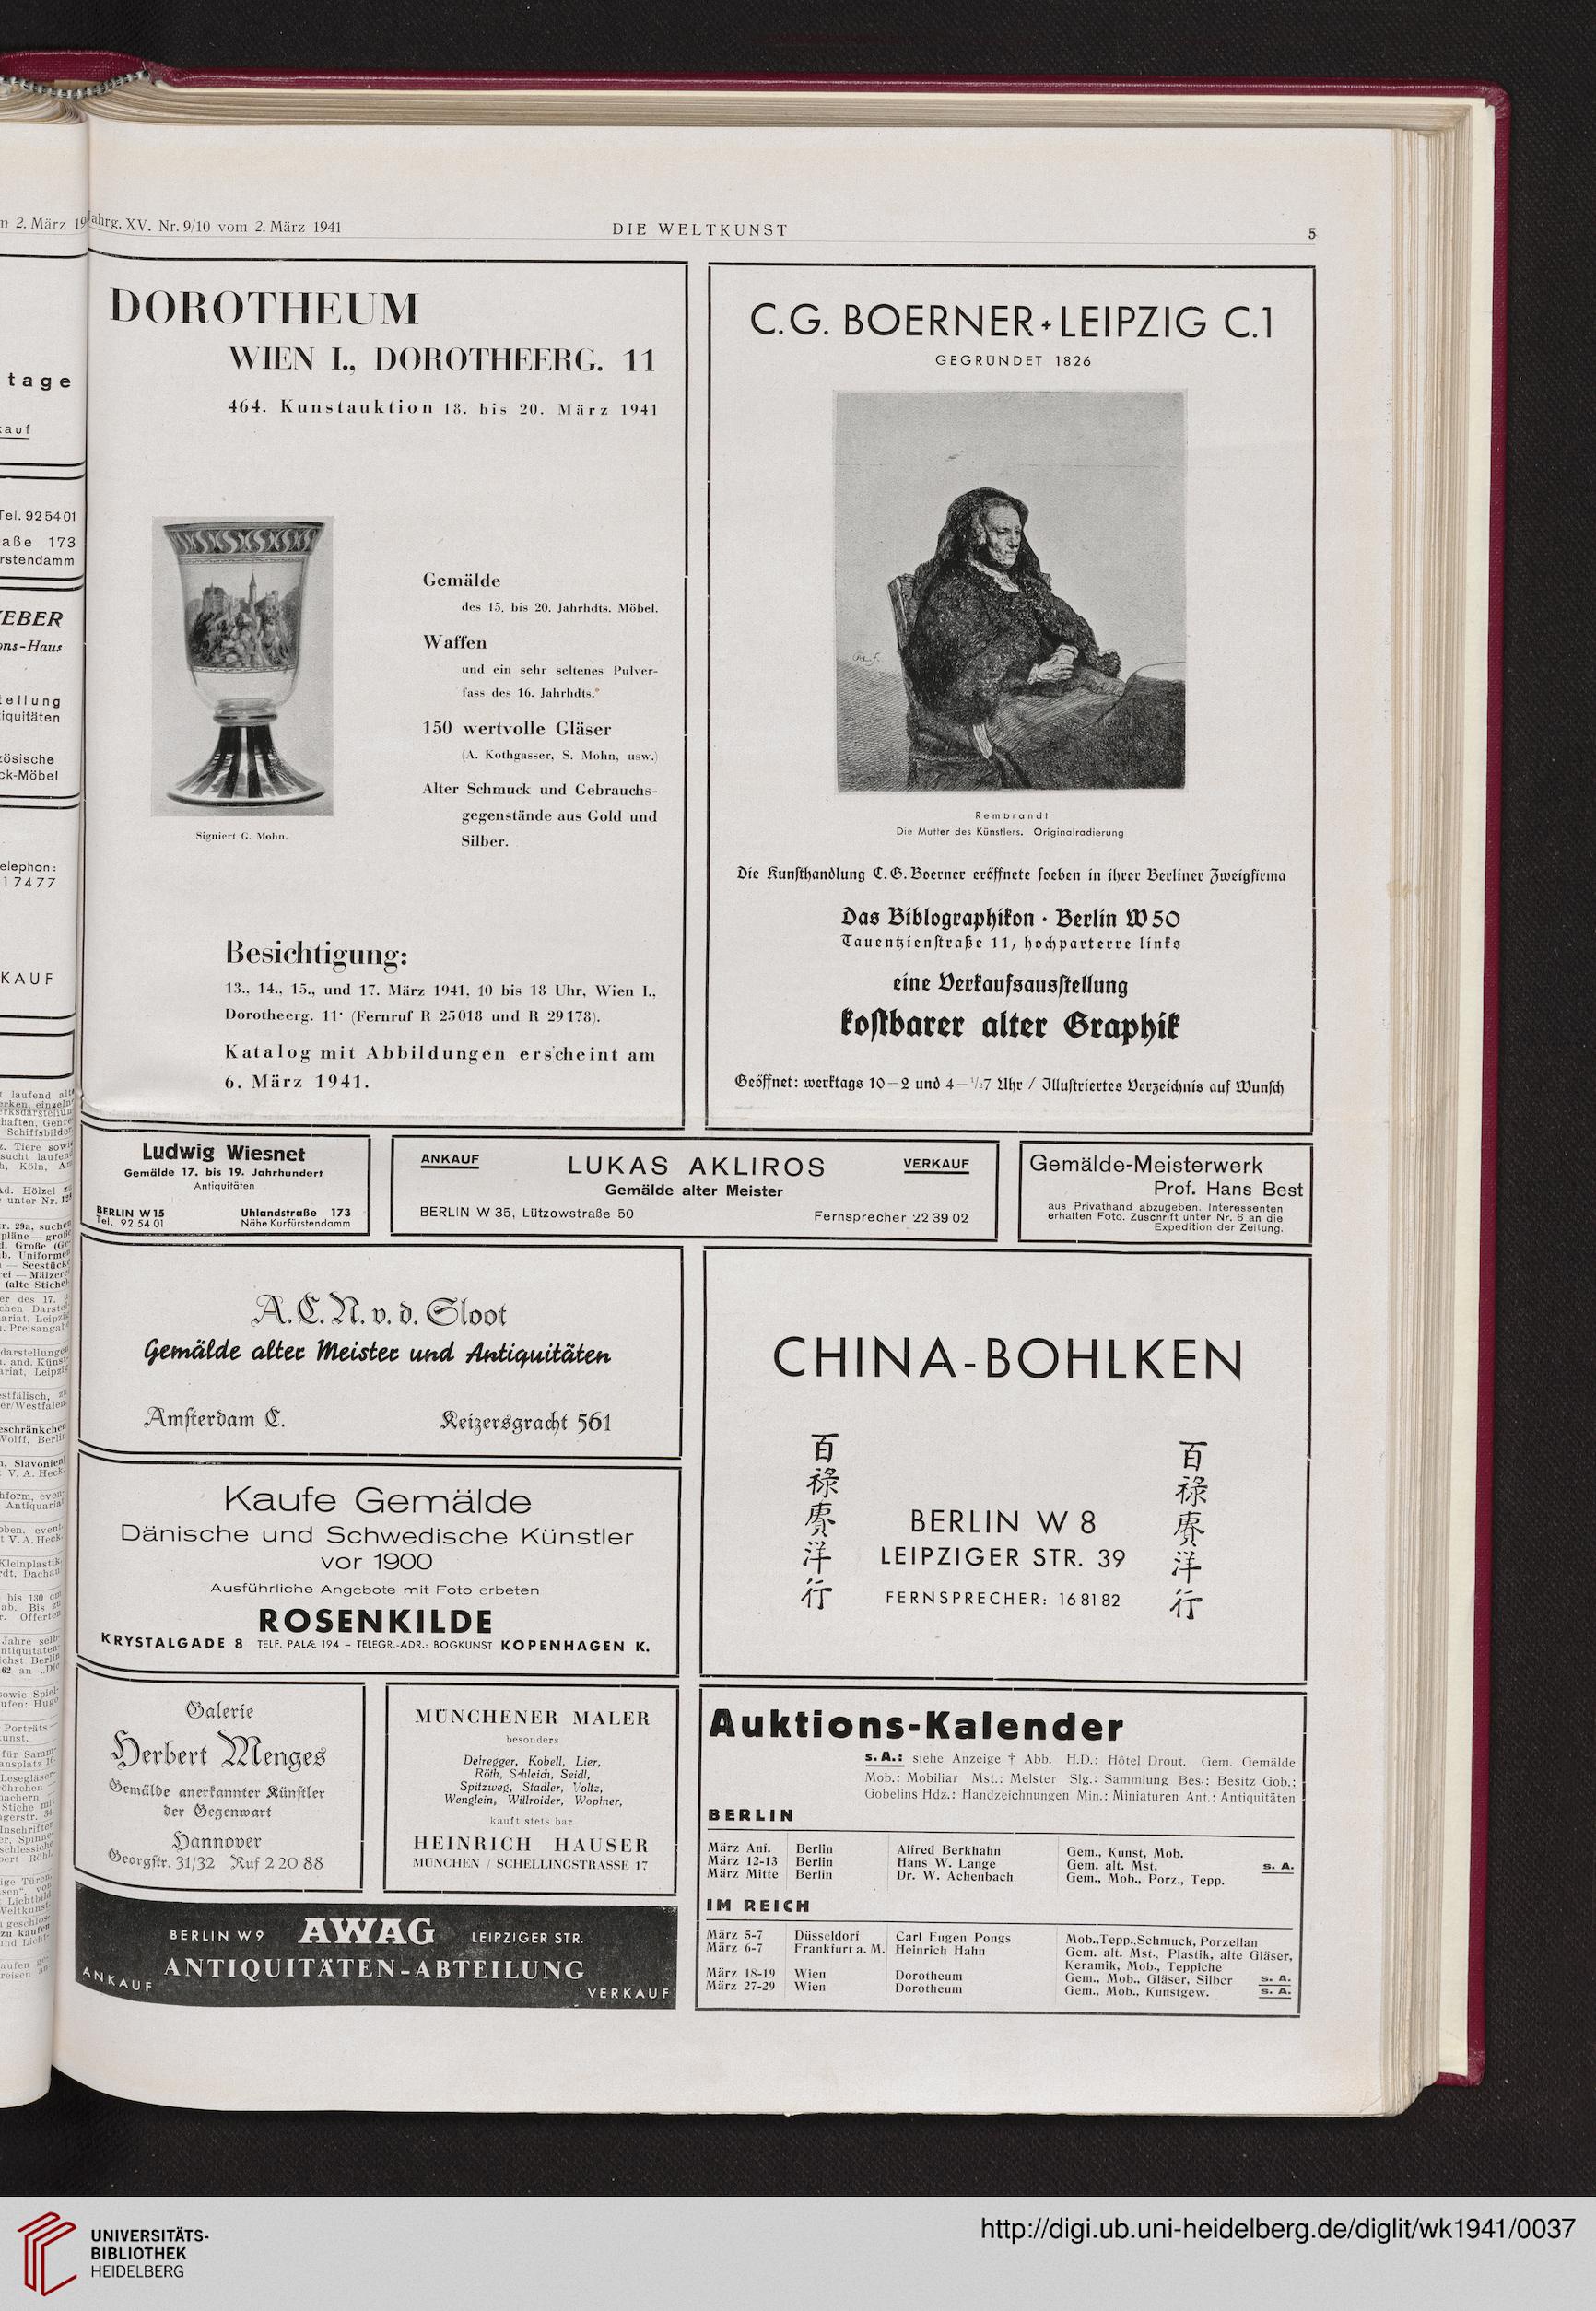 Jahrg. XV. Nr. 9/10 vom 2. März 1941
DIE WELTKUNST
5
DOROTHEUM
WIEN I., DOROTHEERG. 11
464. Kunstauktion 18. bis 20. März 1941
Gemälde
des 15. bis 20. Jahrhdts. Möbel.
Waffen
und ein sehr seltenes Pulver-
fass des 16. Jahrhdts.
150 wertvolle Gläser
(A. Kothgasser, S. Mohn, usw.)
Alter Schmuck und Gebrauchs-
gegenstände aus Gold und
Silber.
Signiert G. Mohn.
Besichtigung:
13., 14., 15., und 17. März 1941, 10 bis 18 Uhr, Wien I.,
Dorotheerg. 11 (Fernruf R 25018 und R 29178).
Katalog mit Abbildungen erscheint am
6. März 1941.
C. G. BOERNER + LEIPZIG C.1
GEGRÜNDET 1826
Rembrandt
Die Mutter des Künstlers. Originalradierung
Die Kunsthandlung C. G. Boerner eröffnete soeben in ihrer Berliner Zweigfirma
Das Biblographikon · Berlin W 50
Tauentzienstraße 11, hochparterre links
eine Verkaufsausstellung
kostbarer alter Graphik
Geöffnet: werktags 10–2 und 4–½7 Uhr / Illustriertes Verzeichnis auf Wunsch
Ludwig Wiesnet
Gemälde 17. bis 19. Jahrhundert
Antiquitäten
BERLIN W 15 Uhlandstraße 173
Tel. 92 54 01 Nähe Kurfürstendamm
ANKAUF LUKAS AKLIROS VERKAUF
Gemälde alter Meister
BERLIN W 35, Lützowstraße 50 Fernsprecher 22 39 02
Gemälde-Meisterwerk
Prof. Hans Best
aus Privathand abzugeben. Interessenten
erhalten Foto. Zuschrift unter Nr. 6 an die
Expedition der Zeitung.
A. C. N. v. d. Sloot
Gemälde alter Meister und Antiquitäten
Amsterdam C. Keizersgracht 561
Kaufe Gemälde
Dänische und Schwedische Künstler
vor 1900
Ausführliche Angebote mit Foto erbeten
ROSENKILDE
KRYSTALGADE 8 TELF. PALÆ 194 – TELEGR.-ADR.: BOGKUNST KOPENHAGEN K.
CHINA-BOHLKEN
百祿賡洋行
BERLIN W 8
LEIPZIGER STR. 39
FERNSPRECHER: 16 81 82
百祿賡洋行
Galerie
Herbert Menges
Gemälde anerkannter Künstler
der Gegenwart
Hannover
Georgstr. 31/32 Ruf 2 20 88
MÜNCHENER MALER
besonders
Defregger, Kobell, Lier,
Röth, Schleich, Seidl,
Spitzweg, Stadler, Voltz,
Wenglein, Willroider, Wopfner,
kauft stets bar
HEINRICH HAUSER
MÜNCHEN / SCHELLINGSTRASSE 17
BERLIN W 9 AWAG LEIPZIGER STR.
ANTIQUITÄTEN-ABTEILUNG
ANKAUF
VERKAUF
Auktions-Kalender
s. A.: siehe Anzeige † Abb. H.D.: Hôtel Drout. Gem. Gemälde
Mob.: Mobiliar Mst.: Meister Slg.: Sammlung Bes.: Besitz Gob.:
Gobelins Hdz.: Handzeichnungen Min.: Miniaturen Ant.: Antiquitäten
BERLIN
März Anf. Berlin Alfred Berkhahn Gem., Kunst, Mob.
März 12-13 Berlin Hans W. Lange Gem. alt. Mst. s. A.
März Mitte Berlin Dr. W. Achenbach Gem., Mob., Porz., Tepp.
IM REICH
März 5-7 Düsseldorf Carl Eugen Pongs Mob., Tepp., Schmuck, Porzellan
März 6-7 Frankfurt a. M. Heinrich Hahn Gem. alt. Mst., Plastik, alte Gläser,
Keramik, Mob., Teppiche
März 18-19 Wien Dorotheum Gem., Mob., Gläser, Silber s. A.
März 27-29 Wien Dorotheum Gem., Mob., Kunstgew. s. A.
UNIVERSITÄTS-
BIBLIOTHEK
HEIDELBERG
http://digi.ub.uni-heidelberg.de/diglit/wk1941/0037